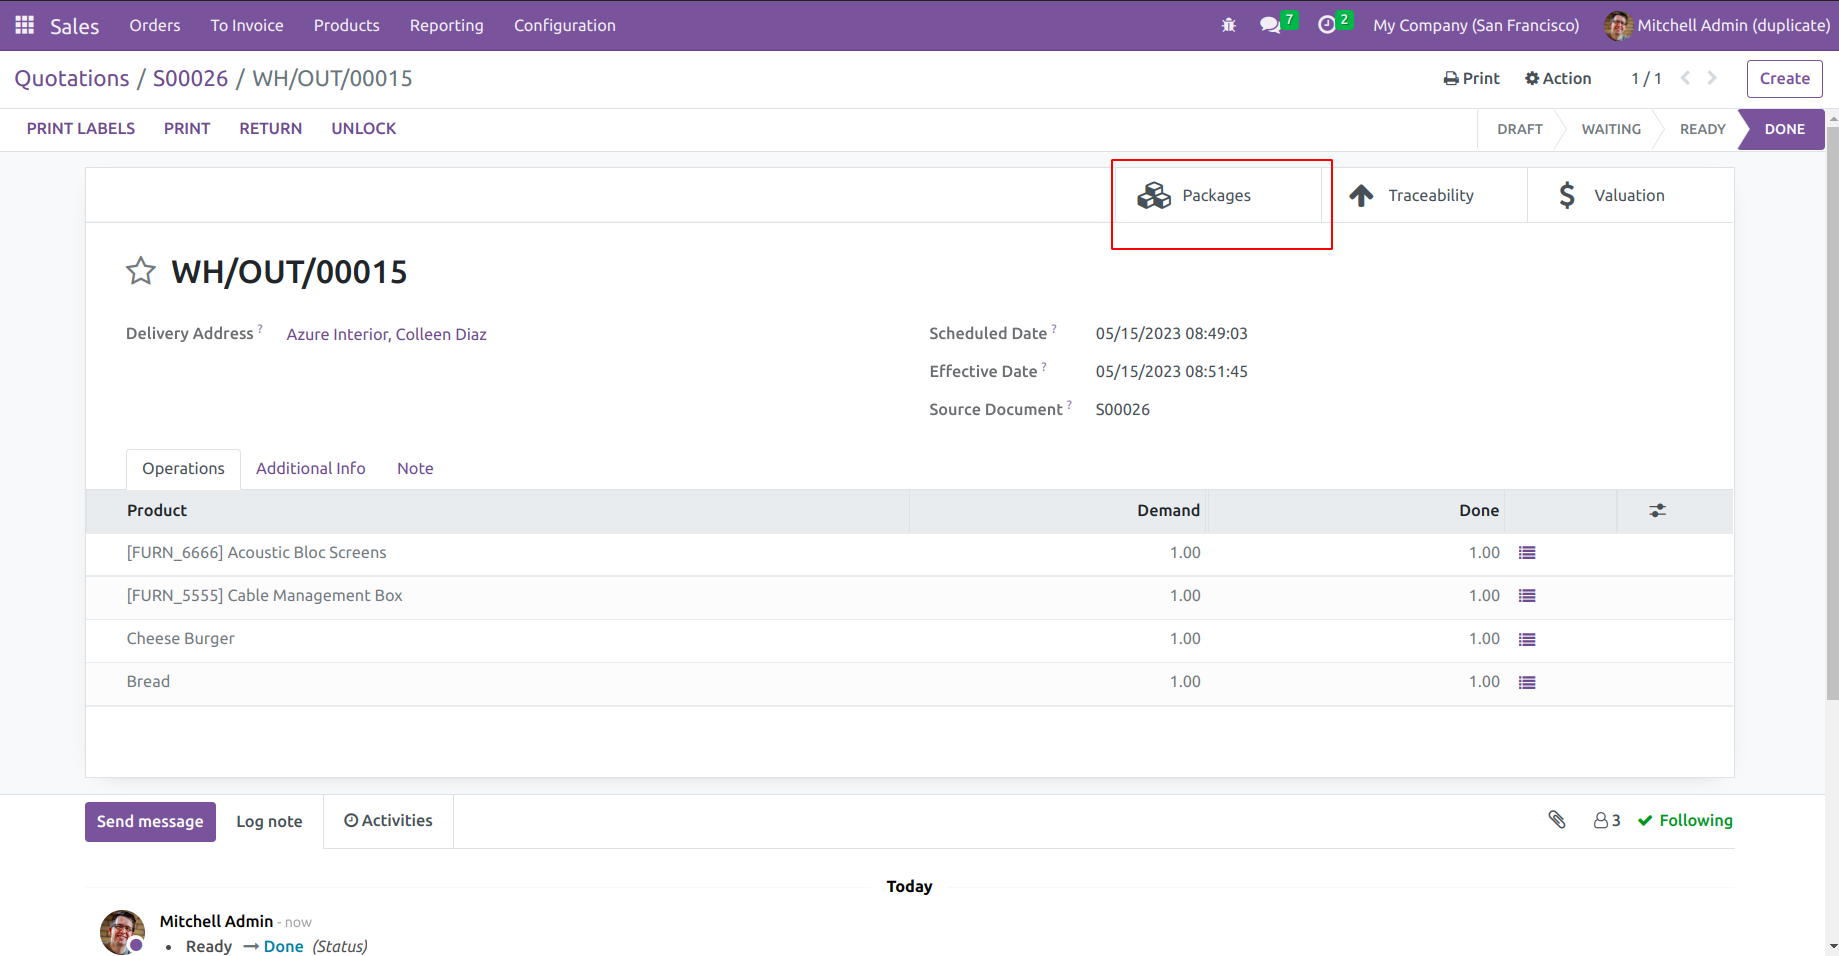 Sales Orders To Invoice Products Reporting Configuration 7 2 My Company (San Francisco) Mitchell Admin (duplicate)
Quotations / S00026 / WH/OUT/00015 Print Action 1 / 1 Create
PRINT LABELS PRINT RETURN UNLOCK DRAFT WAITING READY DONE
Packages Traceability Valuation
WH/OUT/00015
Delivery Address ? Azure Interior, Colleen Diaz Scheduled Date ? 05/15/2023 08:49:03
Effective Date ? 05/15/2023 08:51:45
Source Document ? S00026
Operations Additional Info Note
Product Demand Done
[FURN_6666] Acoustic Bloc Screens 1.00 1.00
[FURN_5555] Cable Management Box 1.00 1.00
Cheese Burger 1.00 1.00
Bread 1.00 1.00
Send message Log note Activities 3 Following
Today
Mitchell Admin - now
• Ready → Done (Status)